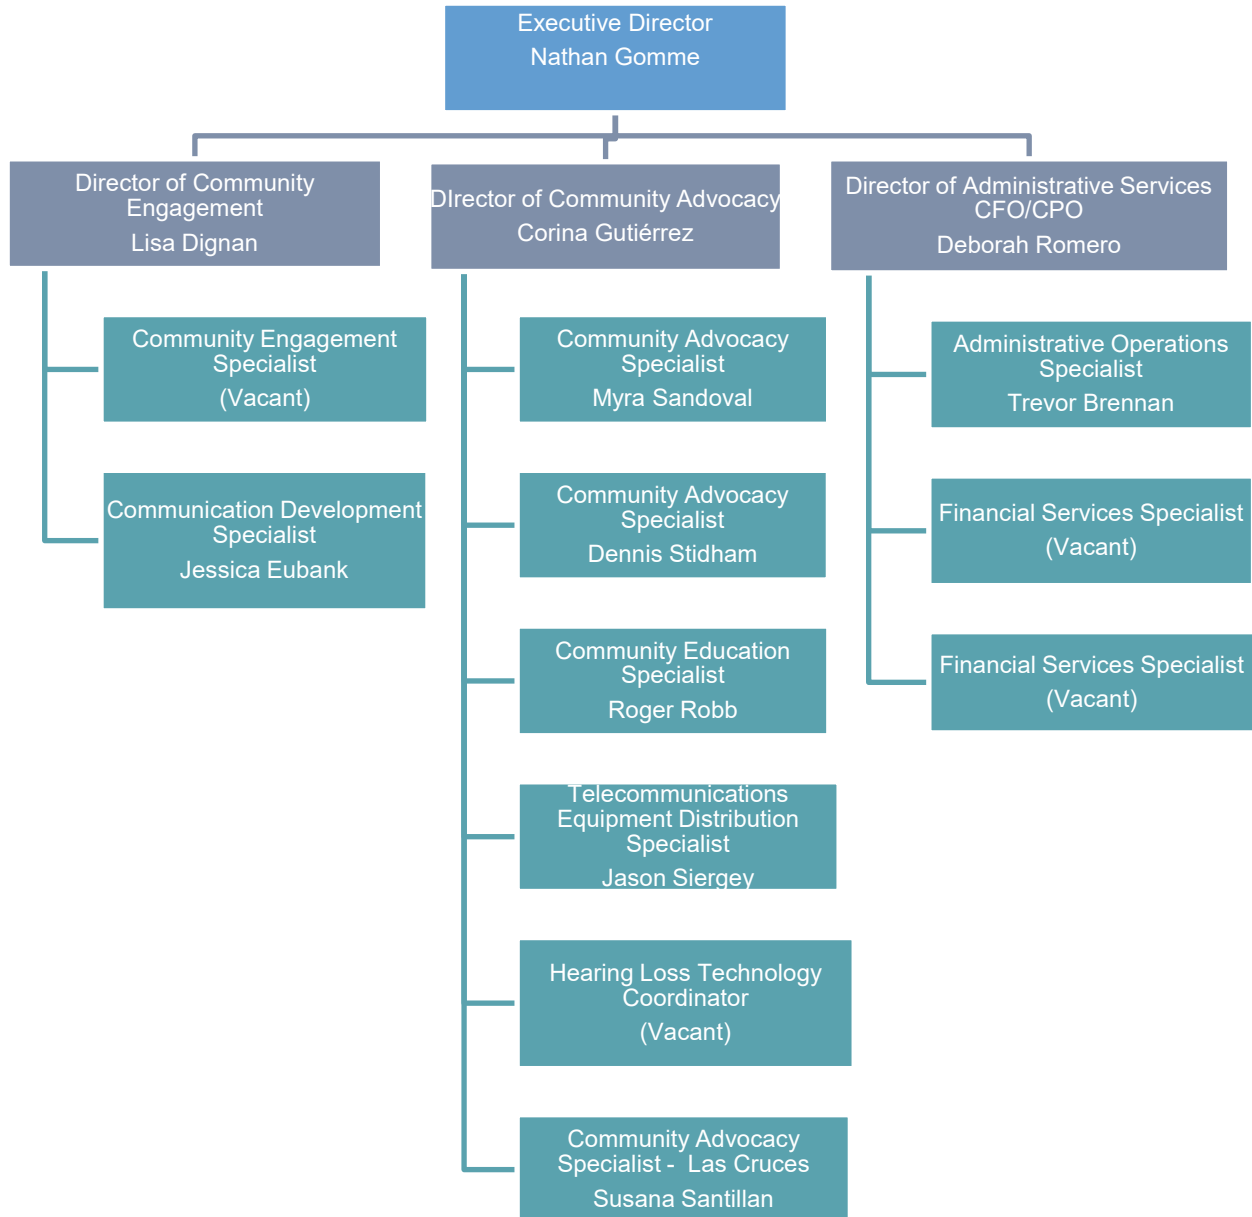 Executive Director
Nathan Gomme
Director of Community
Engagement
Lisa Dignan
DIrector of Community Advocacy
Corina Gutiérrez
Director of Administrative Services
CFO/CPO
Deborah Romero
Community Engagement
Specialist
(Vacant)
Communication Development
Specialist
Jessica Eubank
Community Advocacy
Specialist
Myra Sandoval
Community Advocacy
Specialist
Dennis Stidham
Community Education
Specialist
Roger Robb
Telecommunications
Equipment Distribution
Specialist
Jason Siergey
Hearing Loss Technology
Coordinator
(Vacant)
Community Advocacy
Specialist -  Las Cruces
Susana Santillan
Administrative Operations
Specialist
Trevor Brennan
Financial Services Specialist
(Vacant)
Financial Services Specialist
(Vacant)